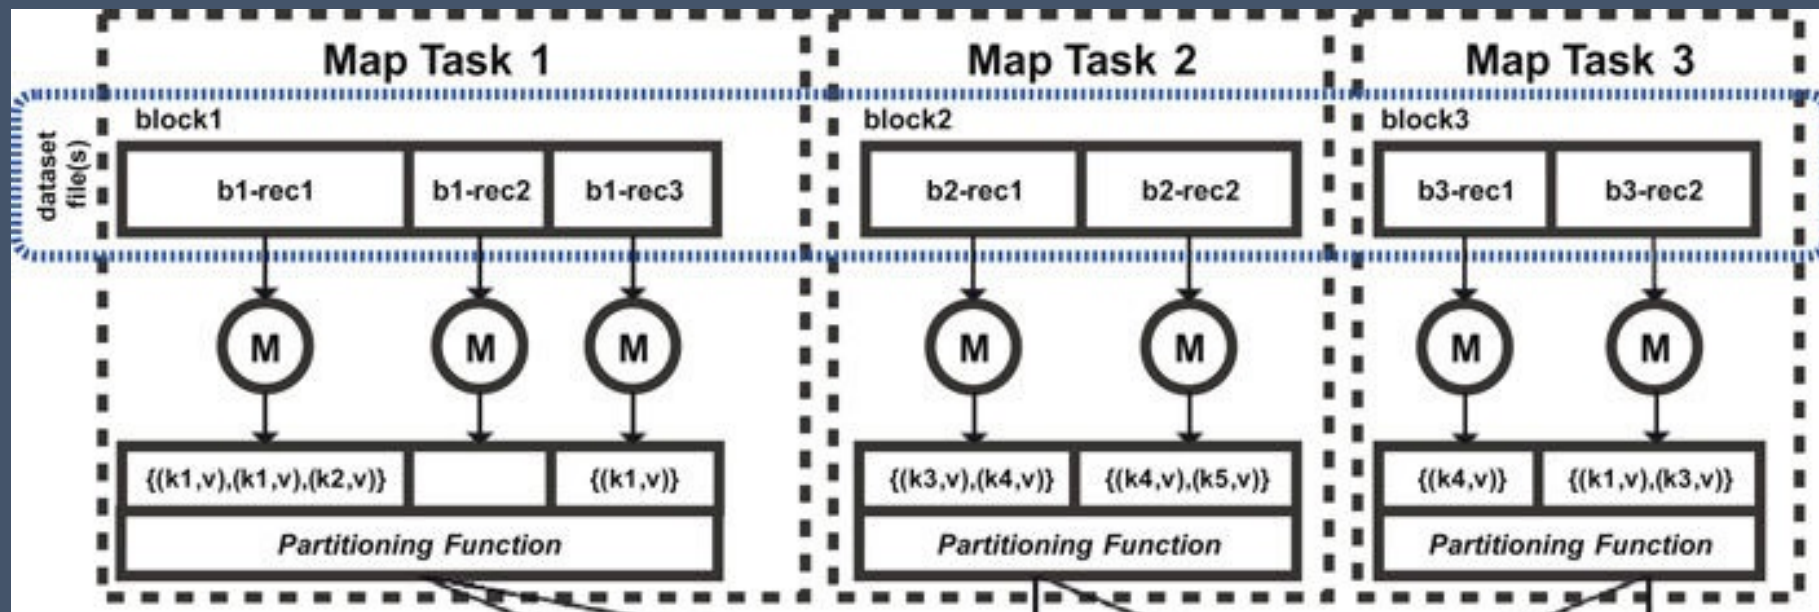 Map Task 1
Map Task 2
Map Task 3
dataset
file(s)
block1
block2
block3
b1-rec1
b1-rec2
b1-rec3
b2-rec1
b2-rec2
b3-rec1
b3-rec2
M
M
M
M
M
M
M
{(k1,v),(k1,v),(k2,v)}
{(k1,v)}
{(k3,v),(k4,v)}
{(k4,v),(k5,v)}
{(k4,v)}
{(k1,v),(k3,v)}
Partitioning Function
Partitioning Function
Partitioning Function